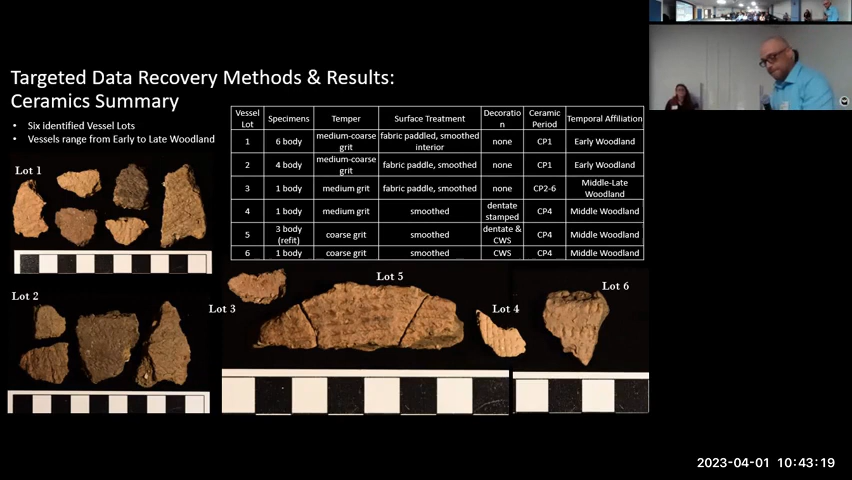 Targeted Data Recovery Methods & Results:
Ceramics Summary
• Six identified Vessel Lots
• Vessels range from Early to Late Woodland
Vessel Lot | Specimens | Temper | Surface Treatment | Decoration | Ceramic Period | Temporal Affiliation
1 | 6 body | medium-coarse grit | fabric paddled, smoothed interior | none | CP1 | Early Woodland
2 | 4 body | medium-coarse grit | fabric paddle, smoothed | none | CP1 | Early Woodland
3 | 1 body | medium grit | fabric paddle, smoothed | none | CP2-6 | Middle-Late Woodland
4 | 1 body | medium grit | smoothed | dentate stamped | CP4 | Middle Woodland
5 | 3 body (refit) | coarse grit | smoothed | dentate & CWS | CP4 | Middle Woodland
6 | 1 body | coarse grit | smoothed | CWS | CP4 | Middle Woodland
Lot 1
Lot 2
Lot 3
Lot 5
Lot 4
Lot 6
2023-04-01 10:43:19